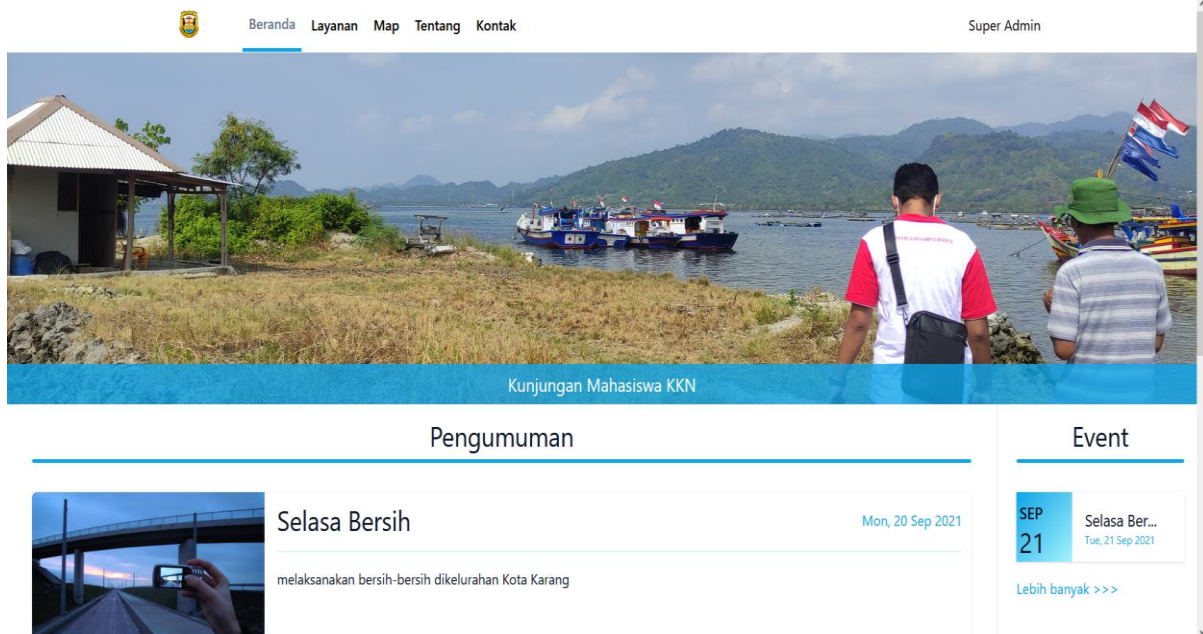 Beranda Layanan Map Tentang Kontak Super Admin
Kunjungan Mahasiswa KKN
Pengumuman
Selasa Bersih
Mon, 20 Sep 2021
melaksanakan bersih-bersih dikelurahan Kota Karang
Event
SEP
21
Selasa Ber...
Tue, 21 Sep 2021
Lebih banyak >>>